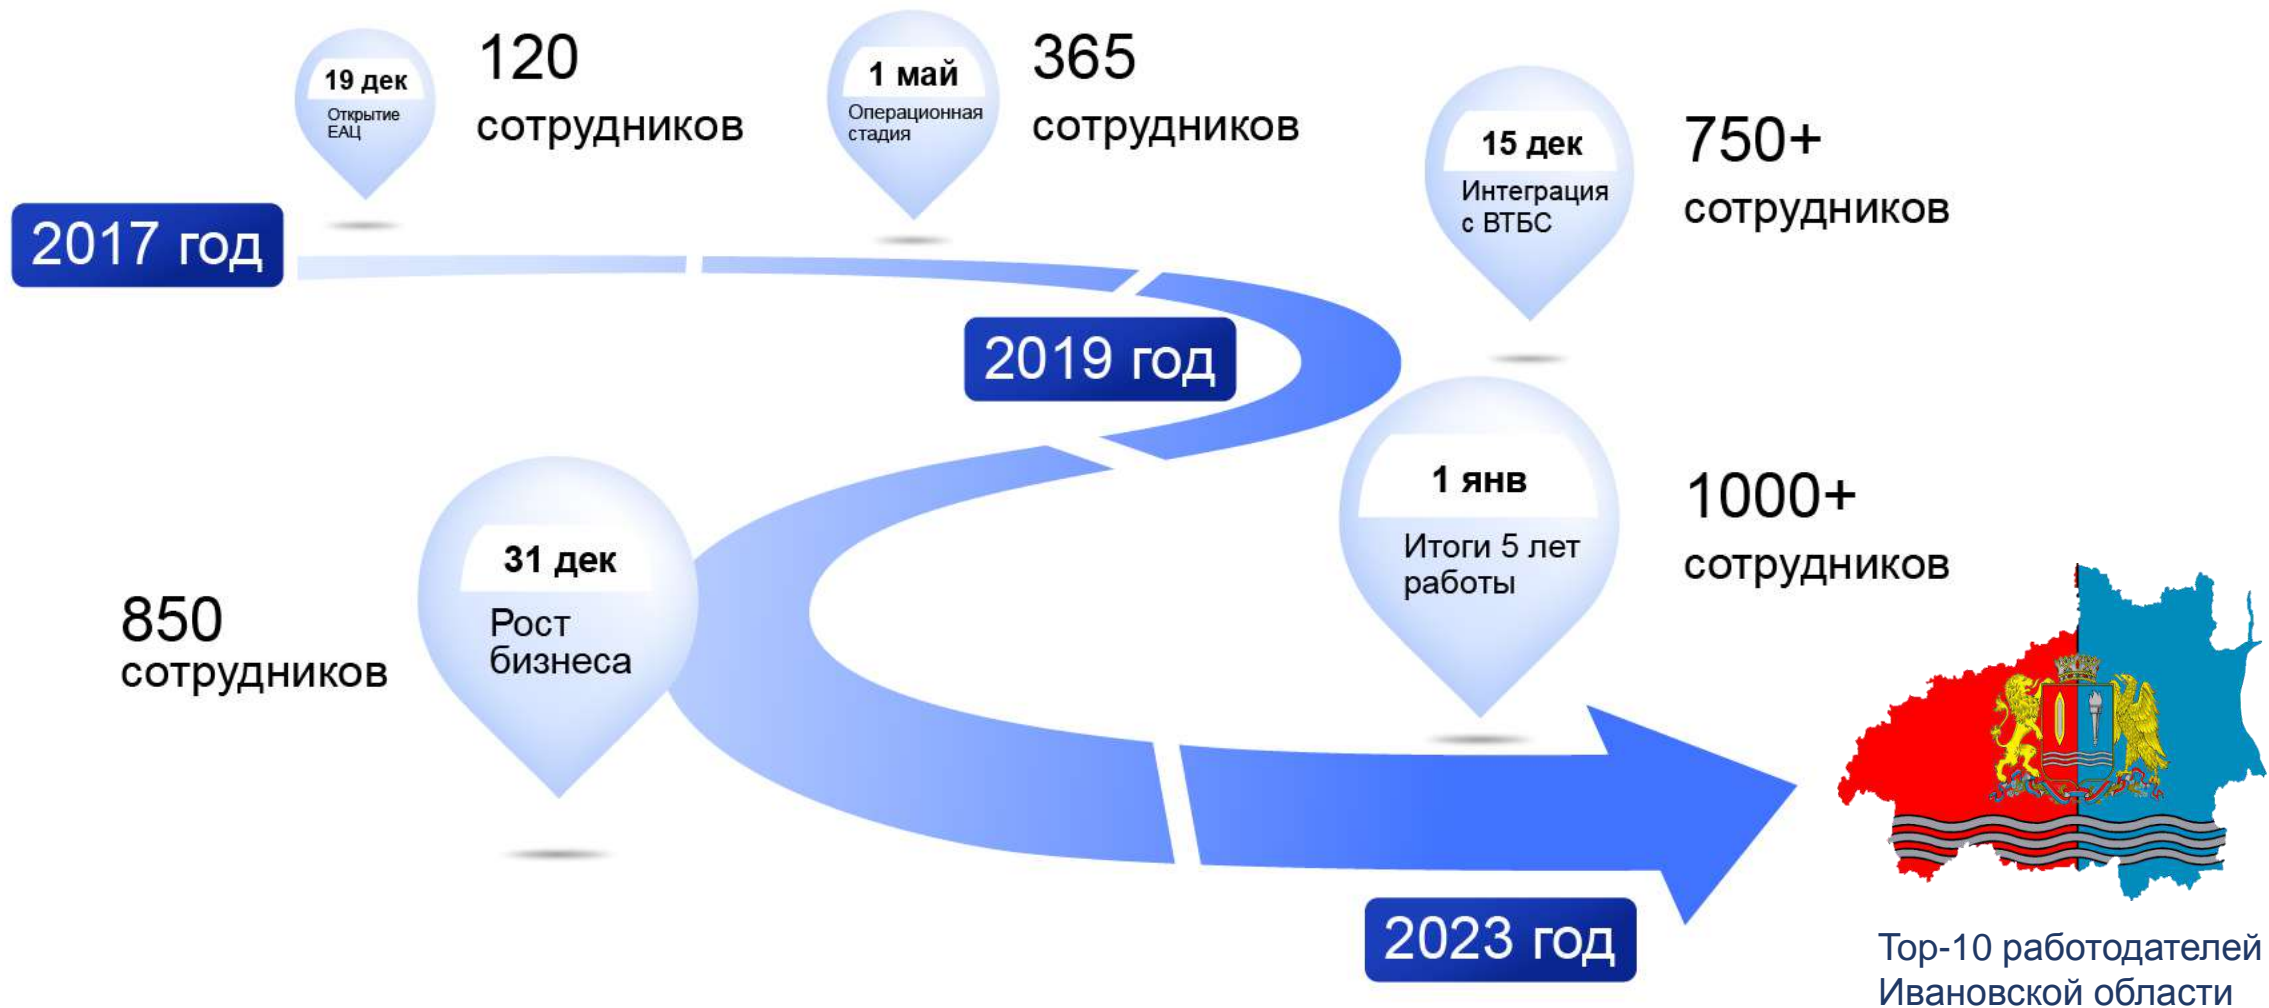 2017 год
19 дек
Открытие
ЕАЦ
120
сотрудников
1 май
Операционная
стадия
365
сотрудников
15 дек
Интеграция
с ВТБС
750+
сотрудников
2019 год
31 дек
Рост
бизнеса
850
сотрудников
1 янв
Итоги 5 лет
работы
1000+
сотрудников
2023 год
Top-10 работодателей
Ивановской области